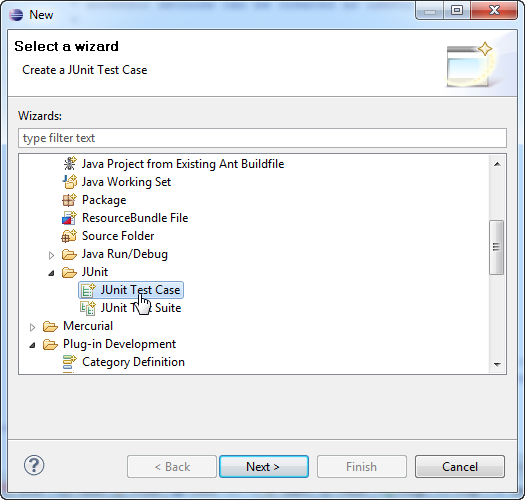 New
Select a wizard
Create a JUnit Test Case
Wizards:
type filter text
Java Project from Existing Ant Buildfile
Java Working Set
Package
ResourceBundle File
Source Folder
Java Run/Debug
JUnit
JUnit Test Case
JUnit Test Suite
Mercurial
Plug-in Development
Category Definition
< Back
Next >
Finish
Cancel